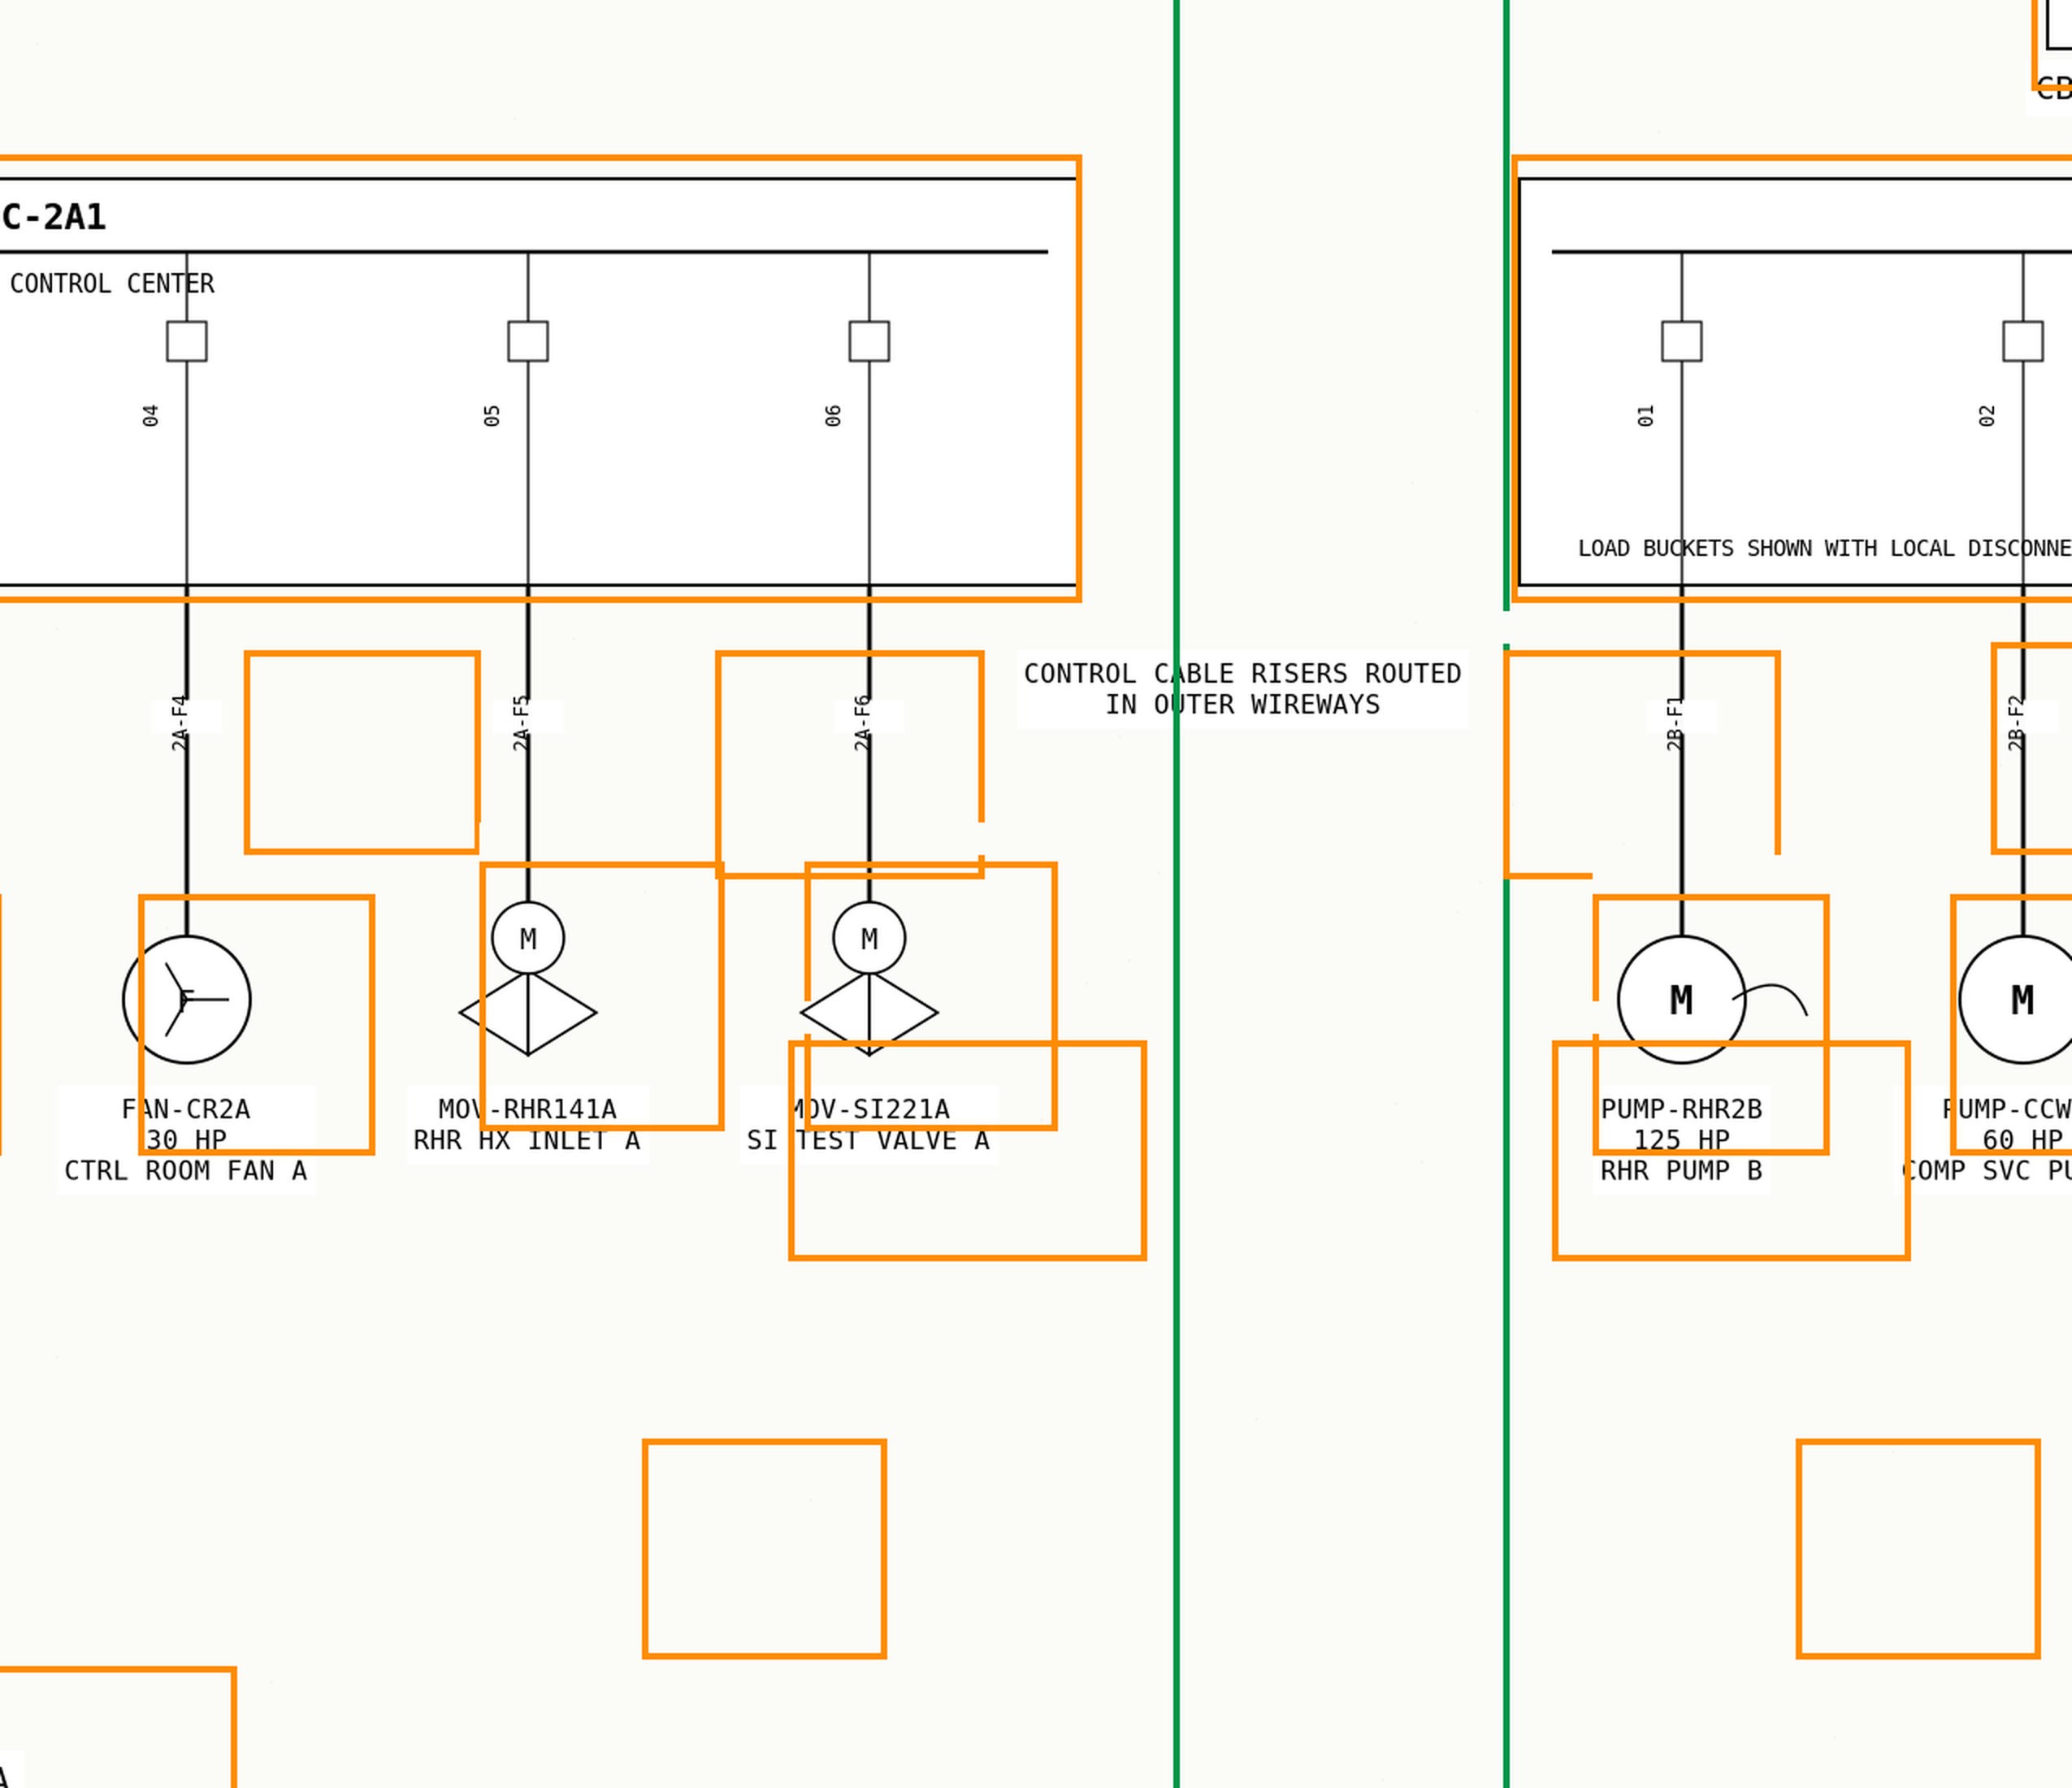 CB
C-2A1
CONTROL CENTER
04
05
06
01
02
LOAD BUCKETS SHOWN WITH LOCAL DISCONNE
CONTROL CABLE RISERS ROUTED
IN OUTER WIREWAYS
2A-F4
2A-F5
2A-F6
2B-F1
2B-F2
F
M
M
M
M
FAN-CR2A
30 HP
CTRL ROOM FAN A
MOV-RHR141A
RHR HX INLET A
MOV-SI221A
SI TEST VALVE A
PUMP-RHR2B
125 HP
RHR PUMP B
PUMP-CCW
60 HP
COMP SVC PU
A